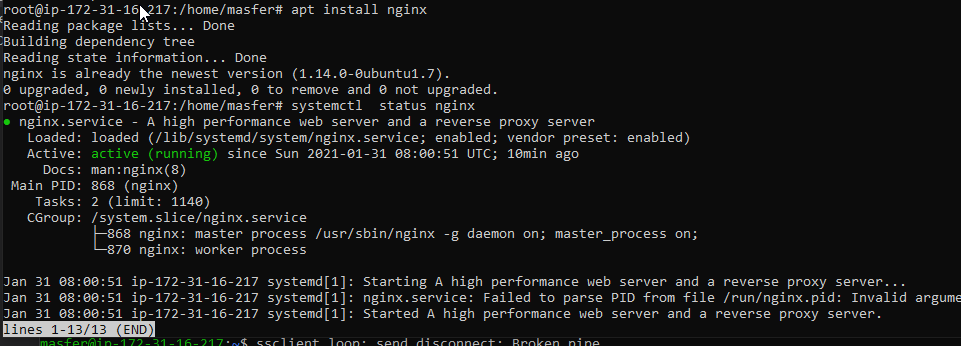 root@ip-172-31-16-217:/home/masfer# apt install nginx
Reading package lists... Done
Building dependency tree
Reading state information... Done
nginx is already the newest version (1.14.0-0ubuntu1.7).
0 upgraded, 0 newly installed, 0 to remove and 0 not upgraded.
root@ip-172-31-16-217:/home/masfer# systemctl  status nginx
● nginx.service - A high performance web server and a reverse proxy server
   Loaded: loaded (/lib/systemd/system/nginx.service; enabled; vendor preset: enabled)
   Active: active (running) since Sun 2021-01-31 08:00:51 UTC; 10min ago
     Docs: man:nginx(8)
 Main PID: 868 (nginx)
    Tasks: 2 (limit: 1140)
   CGroup: /system.slice/nginx.service
           ├─868 nginx: master process /usr/sbin/nginx -g daemon on; master_process on;
           └─870 nginx: worker process
Jan 31 08:00:51 ip-172-31-16-217 systemd[1]: Starting A high performance web server and a reverse proxy server...
Jan 31 08:00:51 ip-172-31-16-217 systemd[1]: nginx.service: Failed to parse PID from file /run/nginx.pid: Invalid argume
Jan 31 08:00:51 ip-172-31-16-217 systemd[1]: Started A high performance web server and a reverse proxy server.
lines 1-13/13 (END)
masfer@ip-172-31-16-217:~$ ssclient_loop: send disconnect: Broken pipe